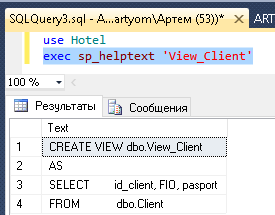 SQLQuery3.sql - A...artyom\Артем (53))*
ART
use Hotel
exec sp_helptext 'View_Client'
100 %
Результаты
Сообщения
Text
1 CREATE VIEW dbo.View_Client
2 AS
3 SELECT id_client, FIO, pasport
4 FROM dbo.Client